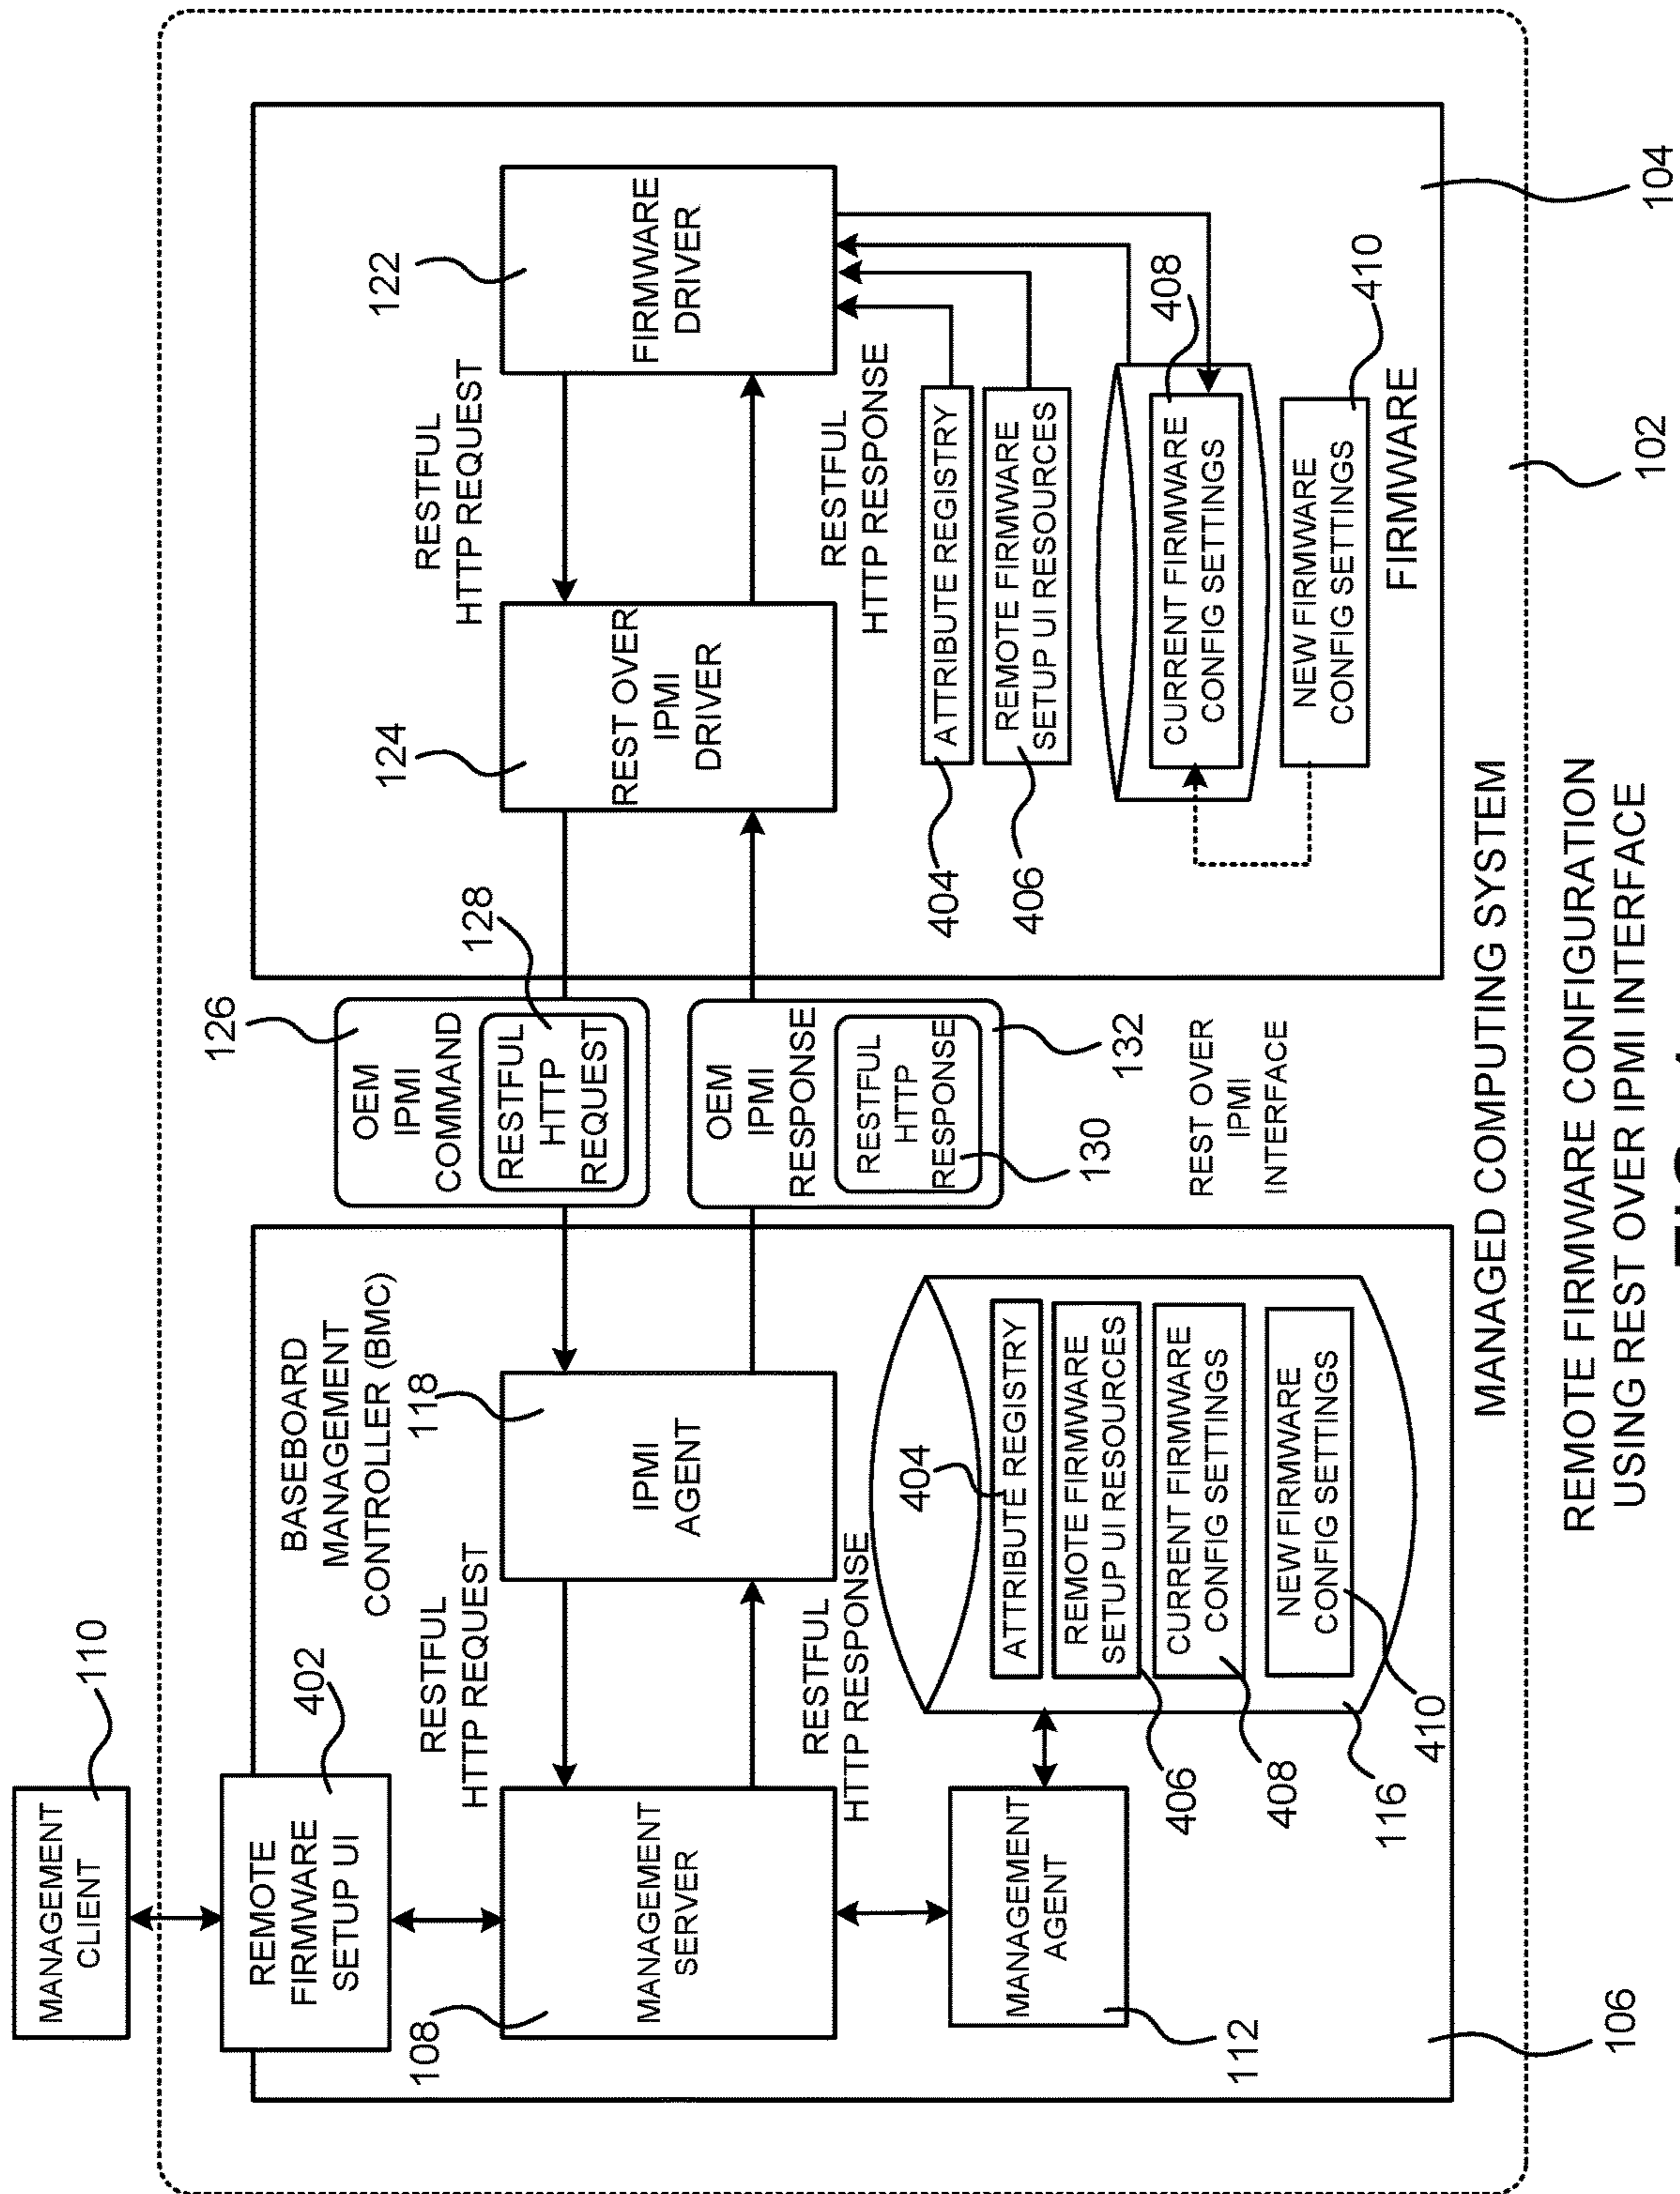 MANAGEMENT
CLIENT
110
REMOTE
FIRMWARE
SETUP UI
402
BASEBOARD
MANAGEMENT
CONTROLLER (BMC)
108
MANAGEMENT
SERVER
RESTFUL
HTTP REQUEST
RESTFUL
HTTP RESPONSE
118
IPMI
AGENT
MANAGEMENT
AGENT
112
404
ATTRIBUTE REGISTRY
REMOTE FIRMWARE
SETUP UI RESOURCES
CURRENT FIRMWARE
CONFIG SETTINGS
NEW FIRMWARE
CONFIG SETTINGS
406
408
116
410
106
126
OEM
IPMI
COMMAND
128
RESTFUL
HTTP
REQUEST
OEM
IPMI
RESPONSE
RESTFUL
HTTP
RESPONSE
130
132
REST OVER
IPMI
INTERFACE
124
REST OVER
IPMI
DRIVER
RESTFUL
HTTP REQUEST
RESTFUL
HTTP RESPONSE
122
FIRMWARE
DRIVER
404
ATTRIBUTE REGISTRY
406
REMOTE FIRMWARE
SETUP UI RESOURCES
408
CURRENT FIRMWARE
CONFIG SETTINGS
410
NEW FIRMWARE
CONFIG SETTINGS
FIRMWARE
104
MANAGED COMPUTING SYSTEM
102
REMOTE FIRMWARE CONFIGURATION
USING REST OVER IPMI INTERFACE